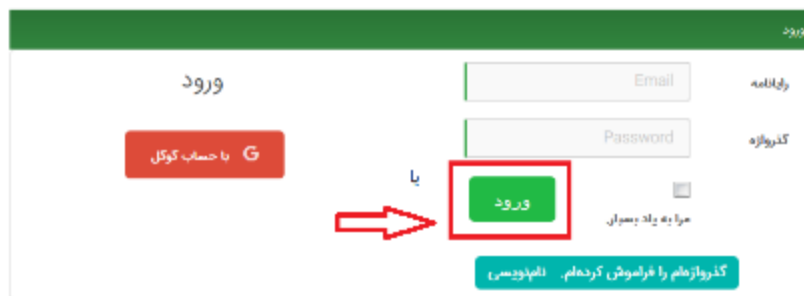 ورود
رایانامه
Email
گذرواژه
Password
مرا به یاد بسپار.
ورود
گذرواژه‌ام را فراموش کرده‌ام. نام‌نویسی
یا
ورود
G با حساب گوگل